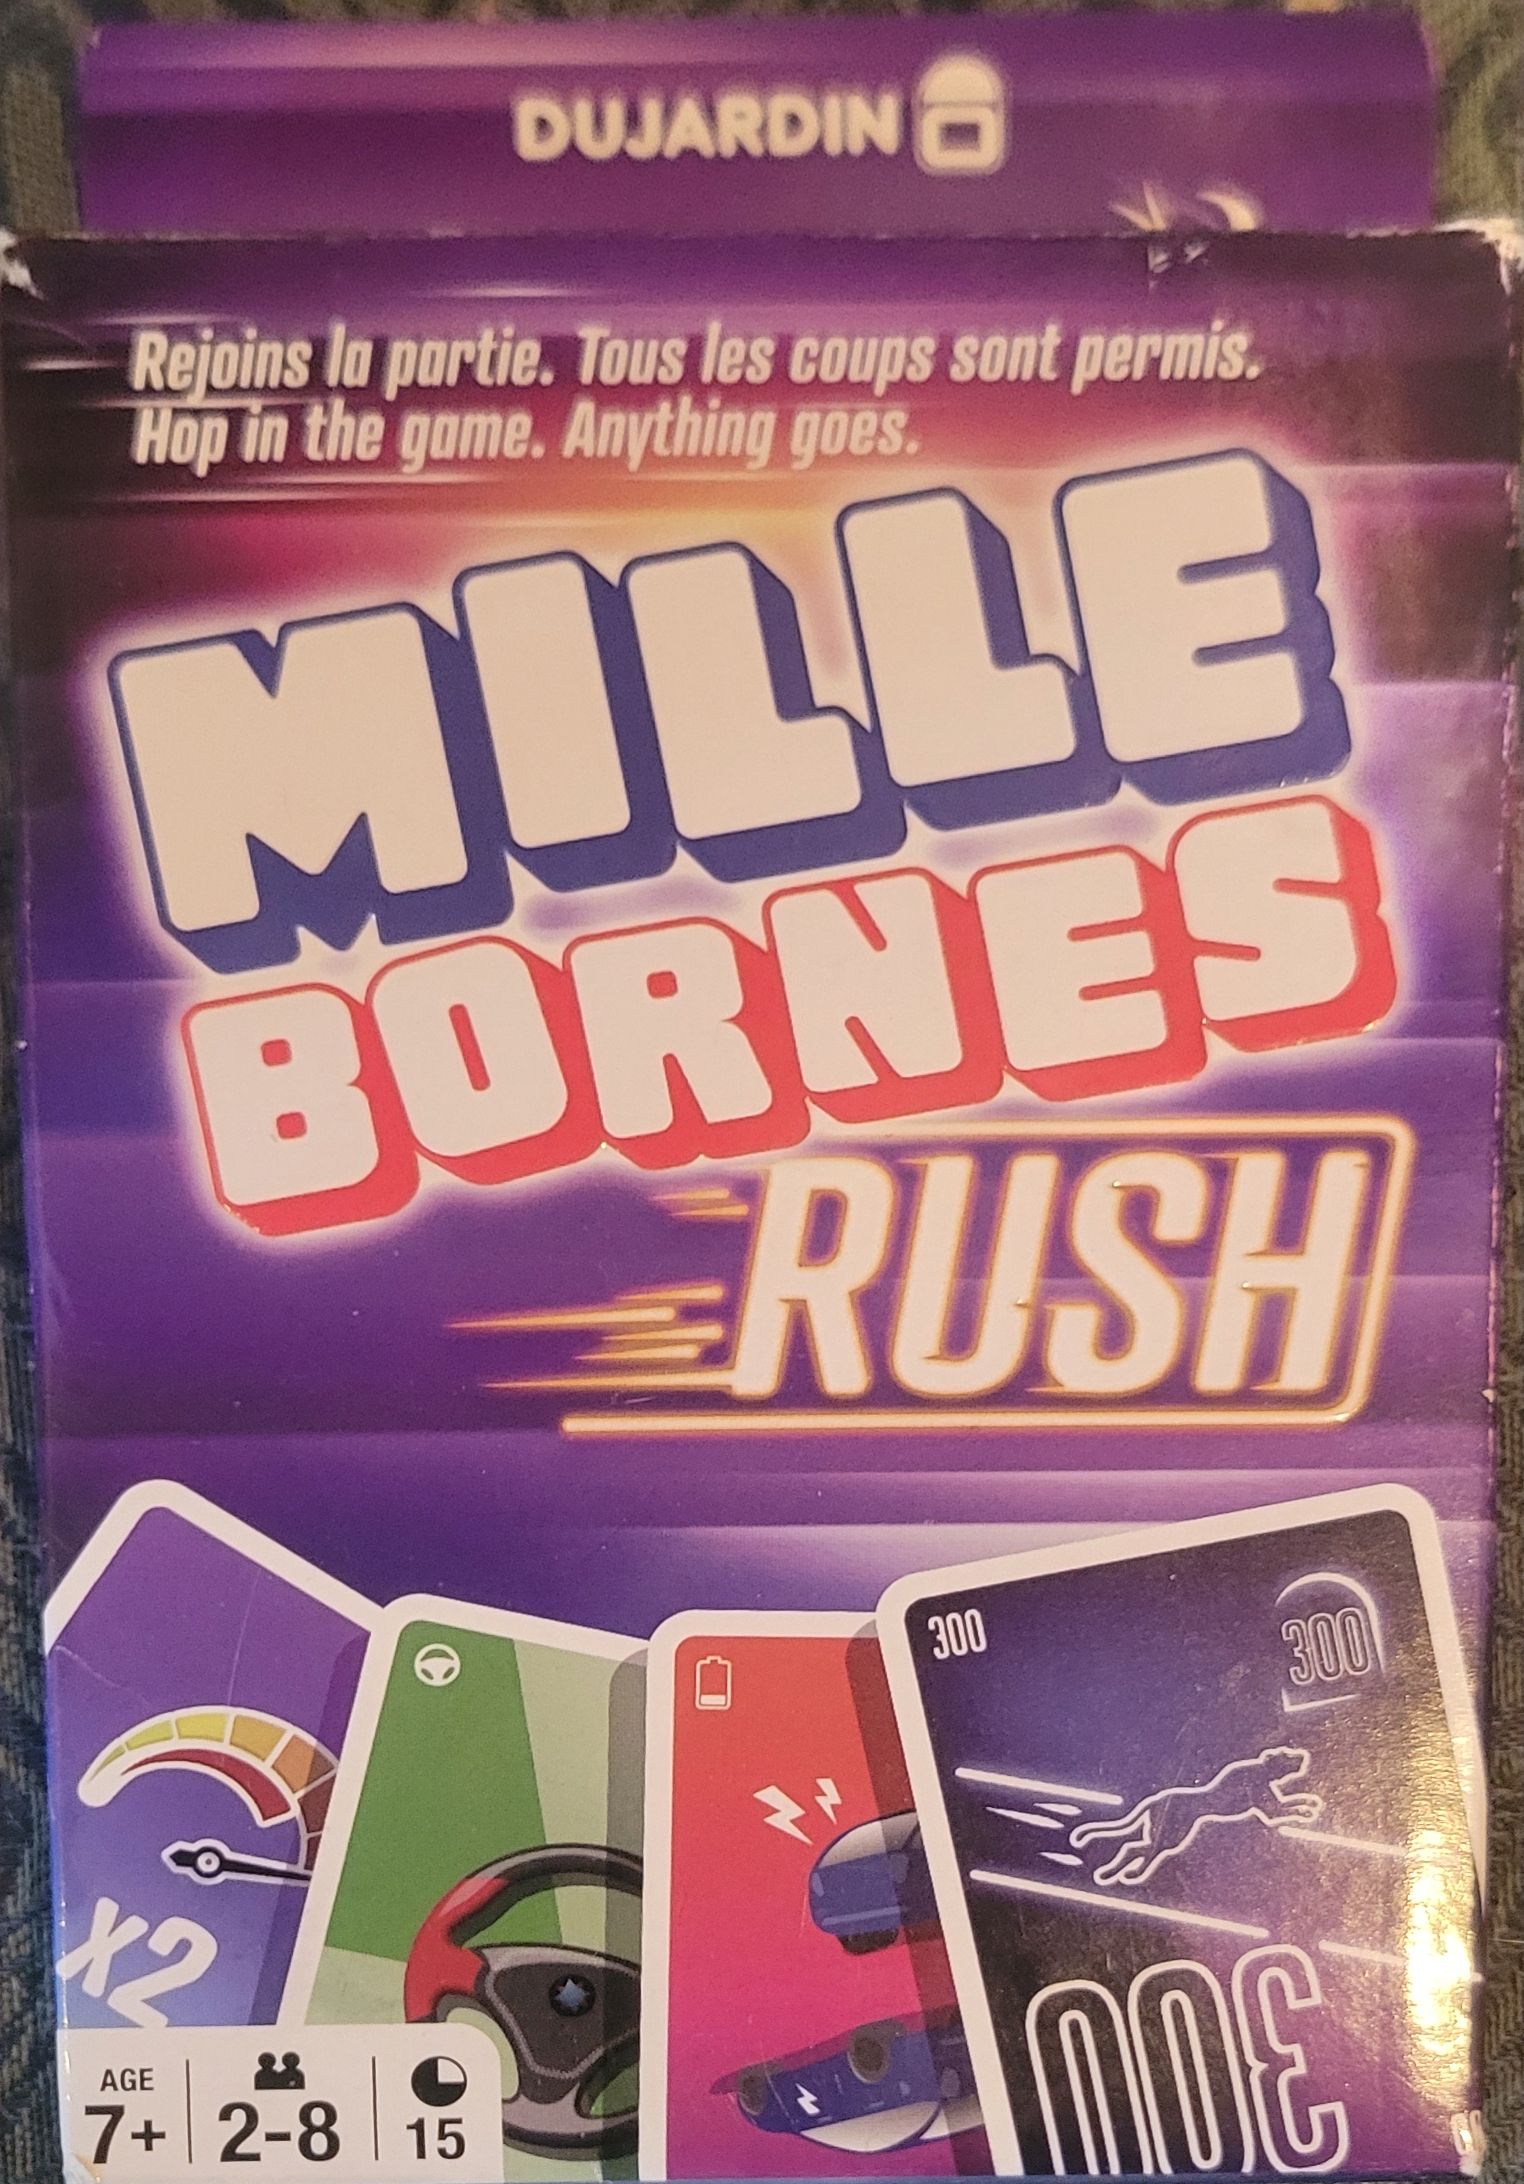 DUJARDIN
Rejoins la partie. Tous les coups sont permis.
Hop in the game. Anything goes.
MILLE
BORNES
RUSH
300
300
x2
300
AGE
7+
2-8
15